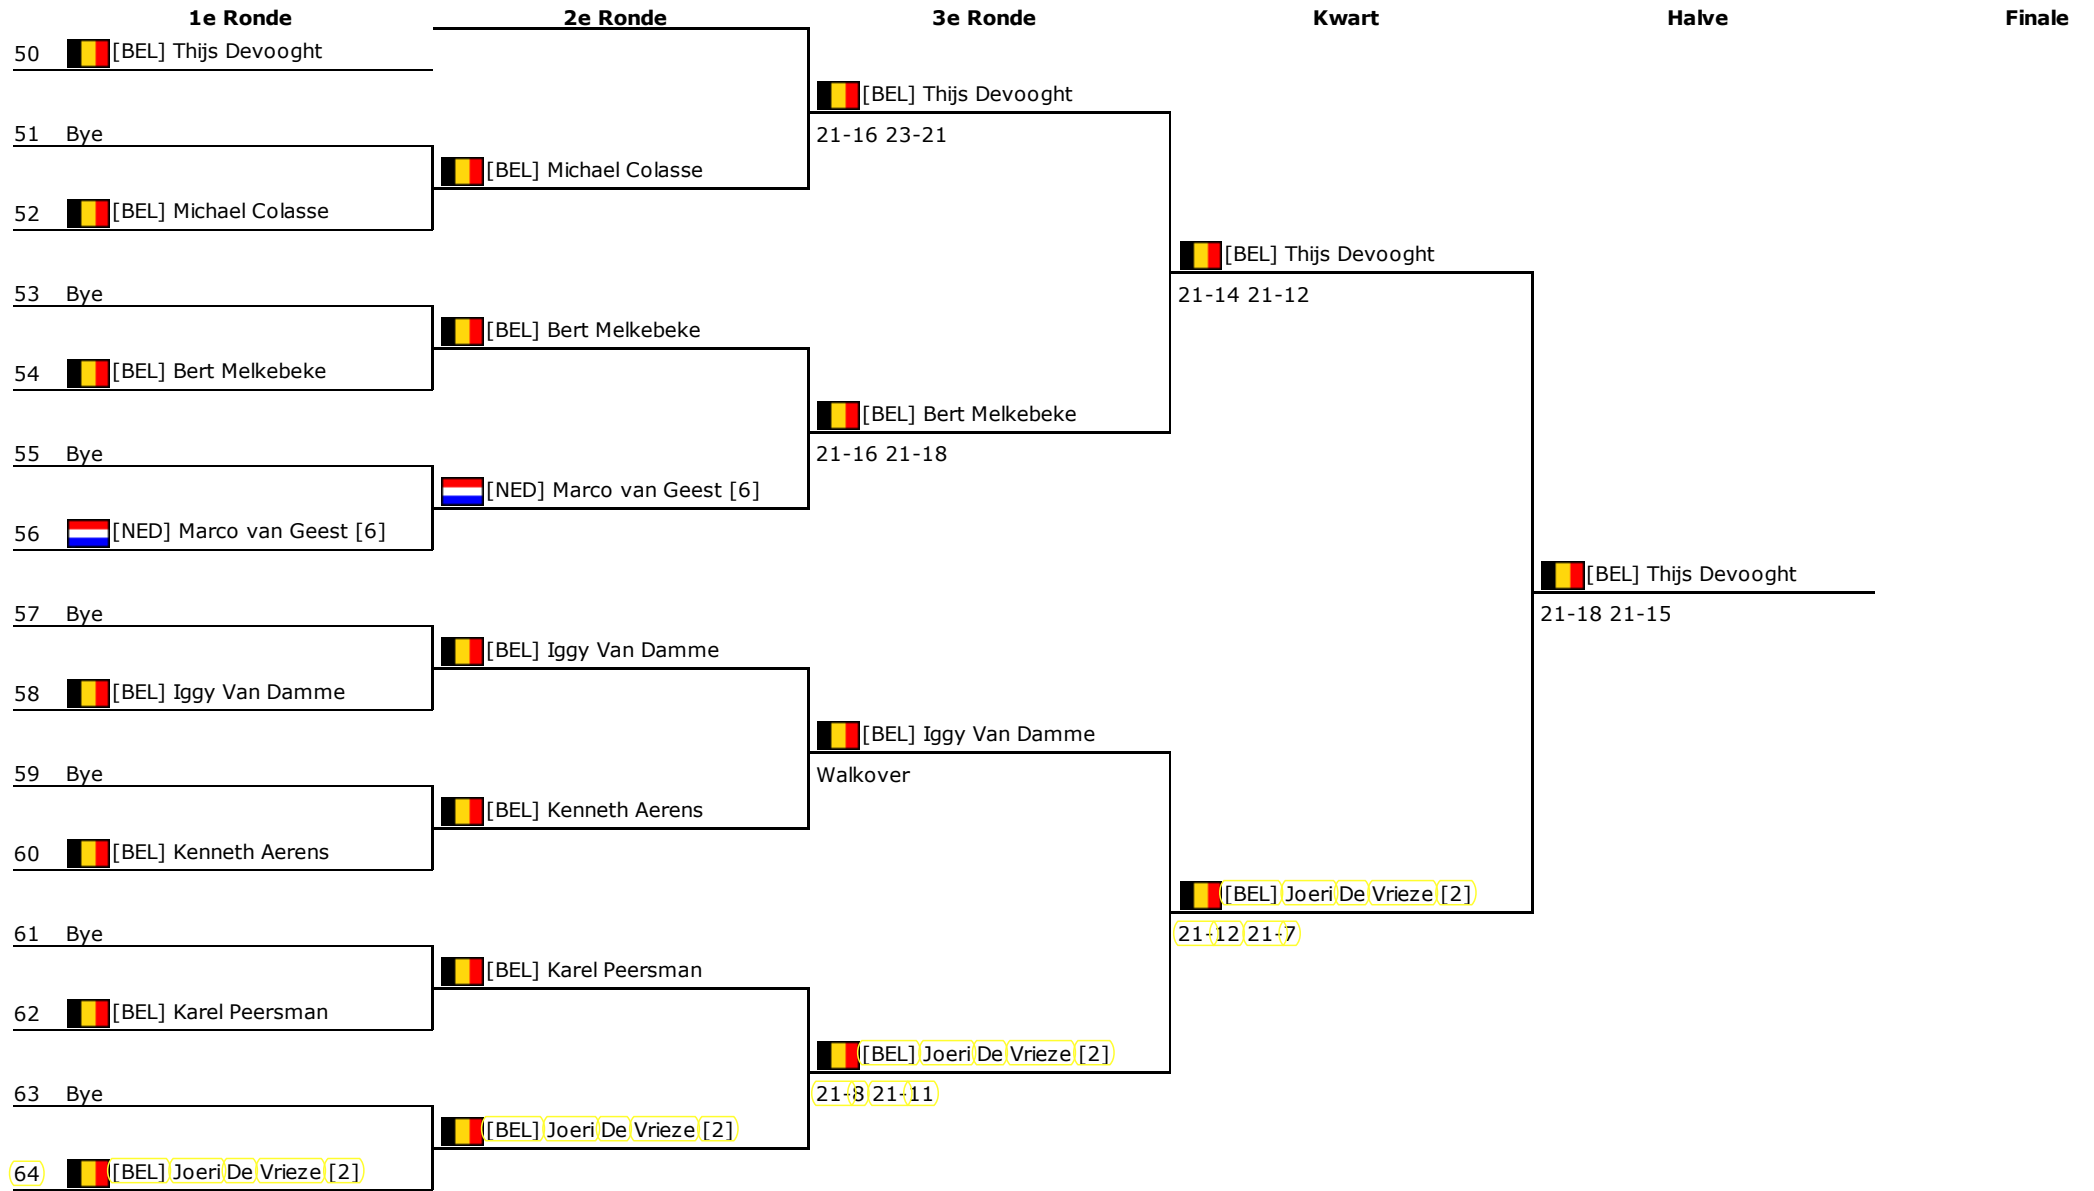 1e Ronde 2e Ronde 3e Ronde Kwart Halve Finale
50 [BEL] Thijs Devooght
[BEL] Thijs Devooght
51 Bye
21-16 23-21
[BEL] Michael Colasse
52 [BEL] Michael Colasse
[BEL] Thijs Devooght
53 Bye
21-14 21-12
[BEL] Bert Melkebeke
54 [BEL] Bert Melkebeke
[BEL] Bert Melkebeke
55 Bye
21-16 21-18
[NED] Marco van Geest [6]
56 [NED] Marco van Geest [6]
[BEL] Thijs Devooght
57 Bye
21-18 21-15
[BEL] Iggy Van Damme
58 [BEL] Iggy Van Damme
[BEL] Iggy Van Damme
59 Bye
Walkover
[BEL] Kenneth Aerens
60 [BEL] Kenneth Aerens
[BEL] Joeri De Vrieze [2]
61 Bye
21-12 21-7
[BEL] Karel Peersman
62 [BEL] Karel Peersman
[BEL] Joeri De Vrieze [2]
63 Bye
21-8 21-11
[BEL] Joeri De Vrieze [2]
64 [BEL] Joeri De Vrieze [2]